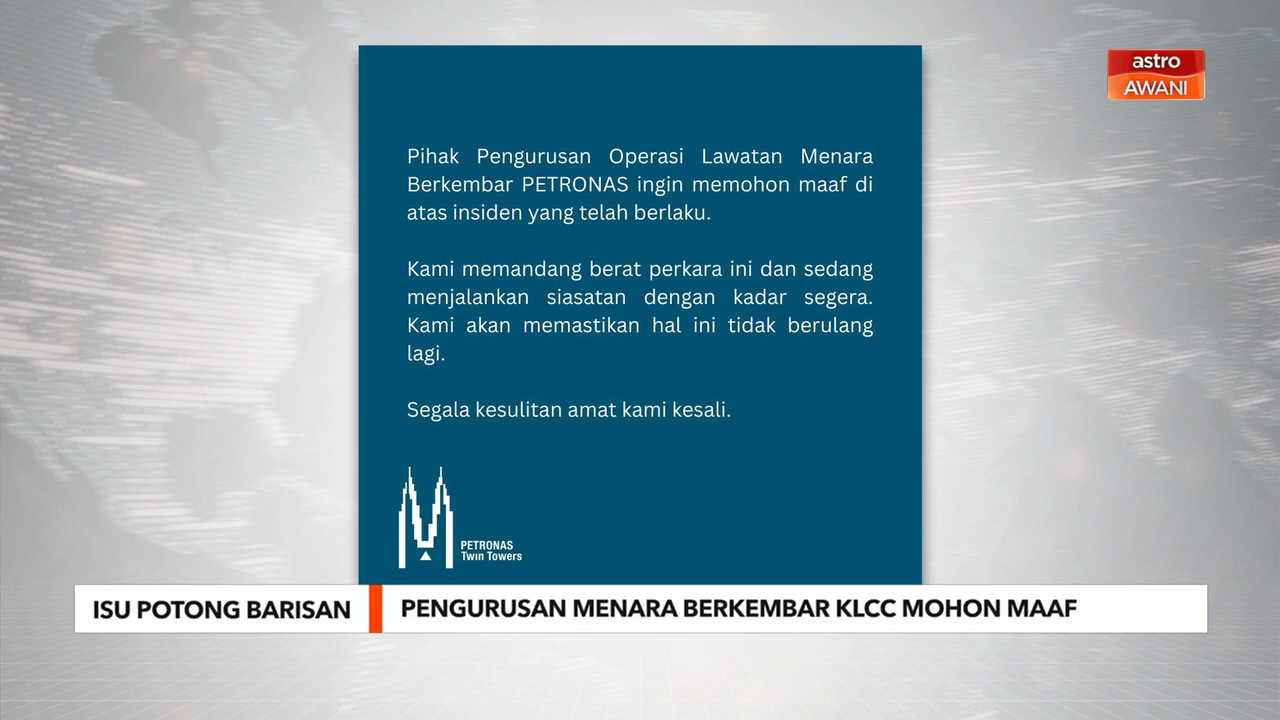 astro
AWANI
Pihak Pengurusan Operasi Lawatan Menara
Berkembar PETRONAS ingin memohon maaf di
atas insiden yang telah berlaku.
Kami memandang berat perkara ini dan sedang
menjalankan siasatan dengan kadar segera.
Kami akan memastikan hal ini tidak berulang
lagi.
Segala kesulitan amat kami kesali.
PETRONAS
Twin Towers
ISU POTONG BARISAN
PENGURUSAN MENARA BERKEMBAR KLCC MOHON MAAF